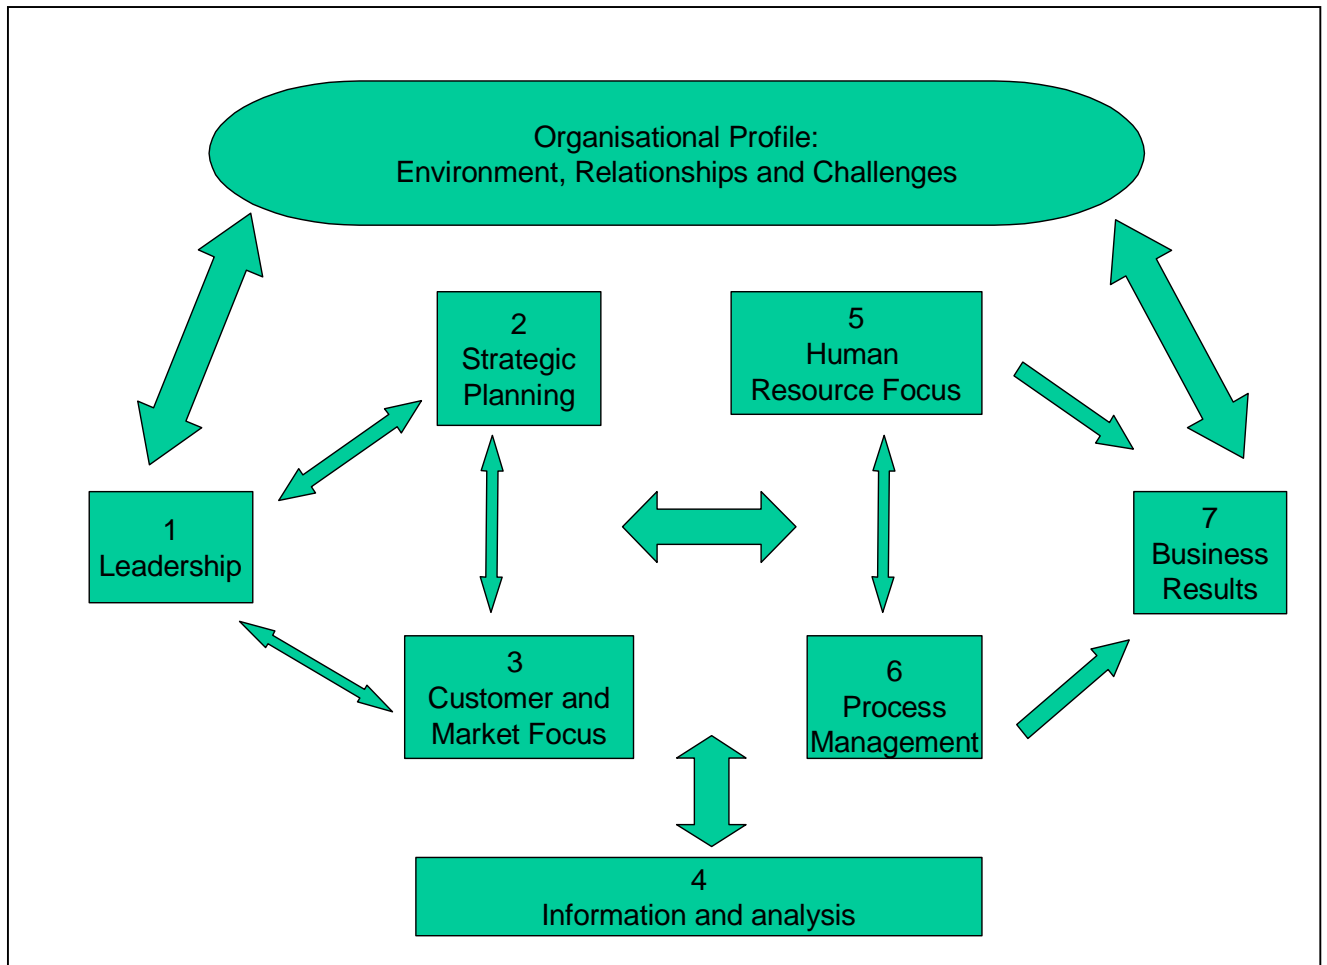 Organisational Profile:
Environment, Relationships and Challenges
2
Strategic
Planning
5
Human
Resource Focus
1
Leadership
7
Business
Results
3
Customer and
Market Focus
6
Process
Management
4
Information and analysis